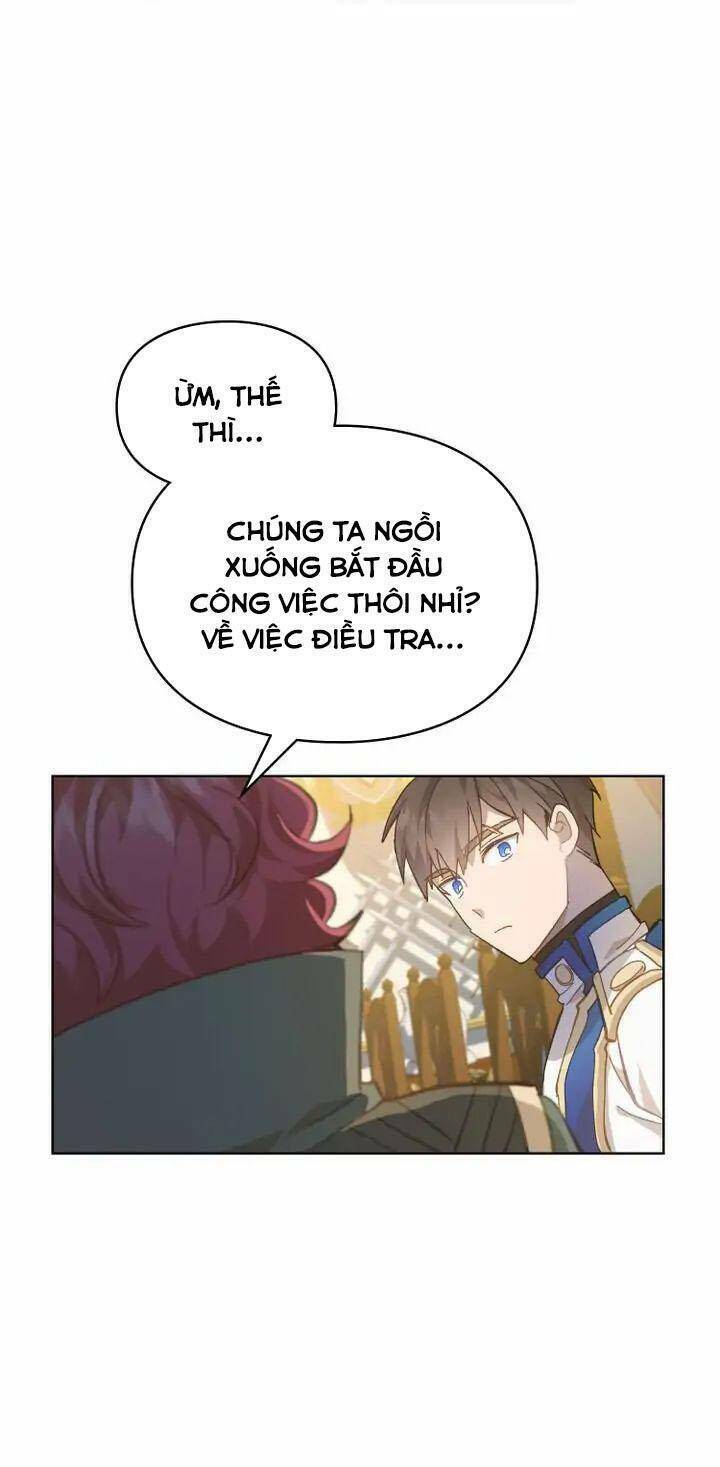 ỪM, THẾ
THÌ...
CHÚNG TA NGỒI
XUỐNG BẮT ĐẦU
CÔNG VIỆC THÔI NHỈ?
VỀ VIỆC ĐIỀU TRA...